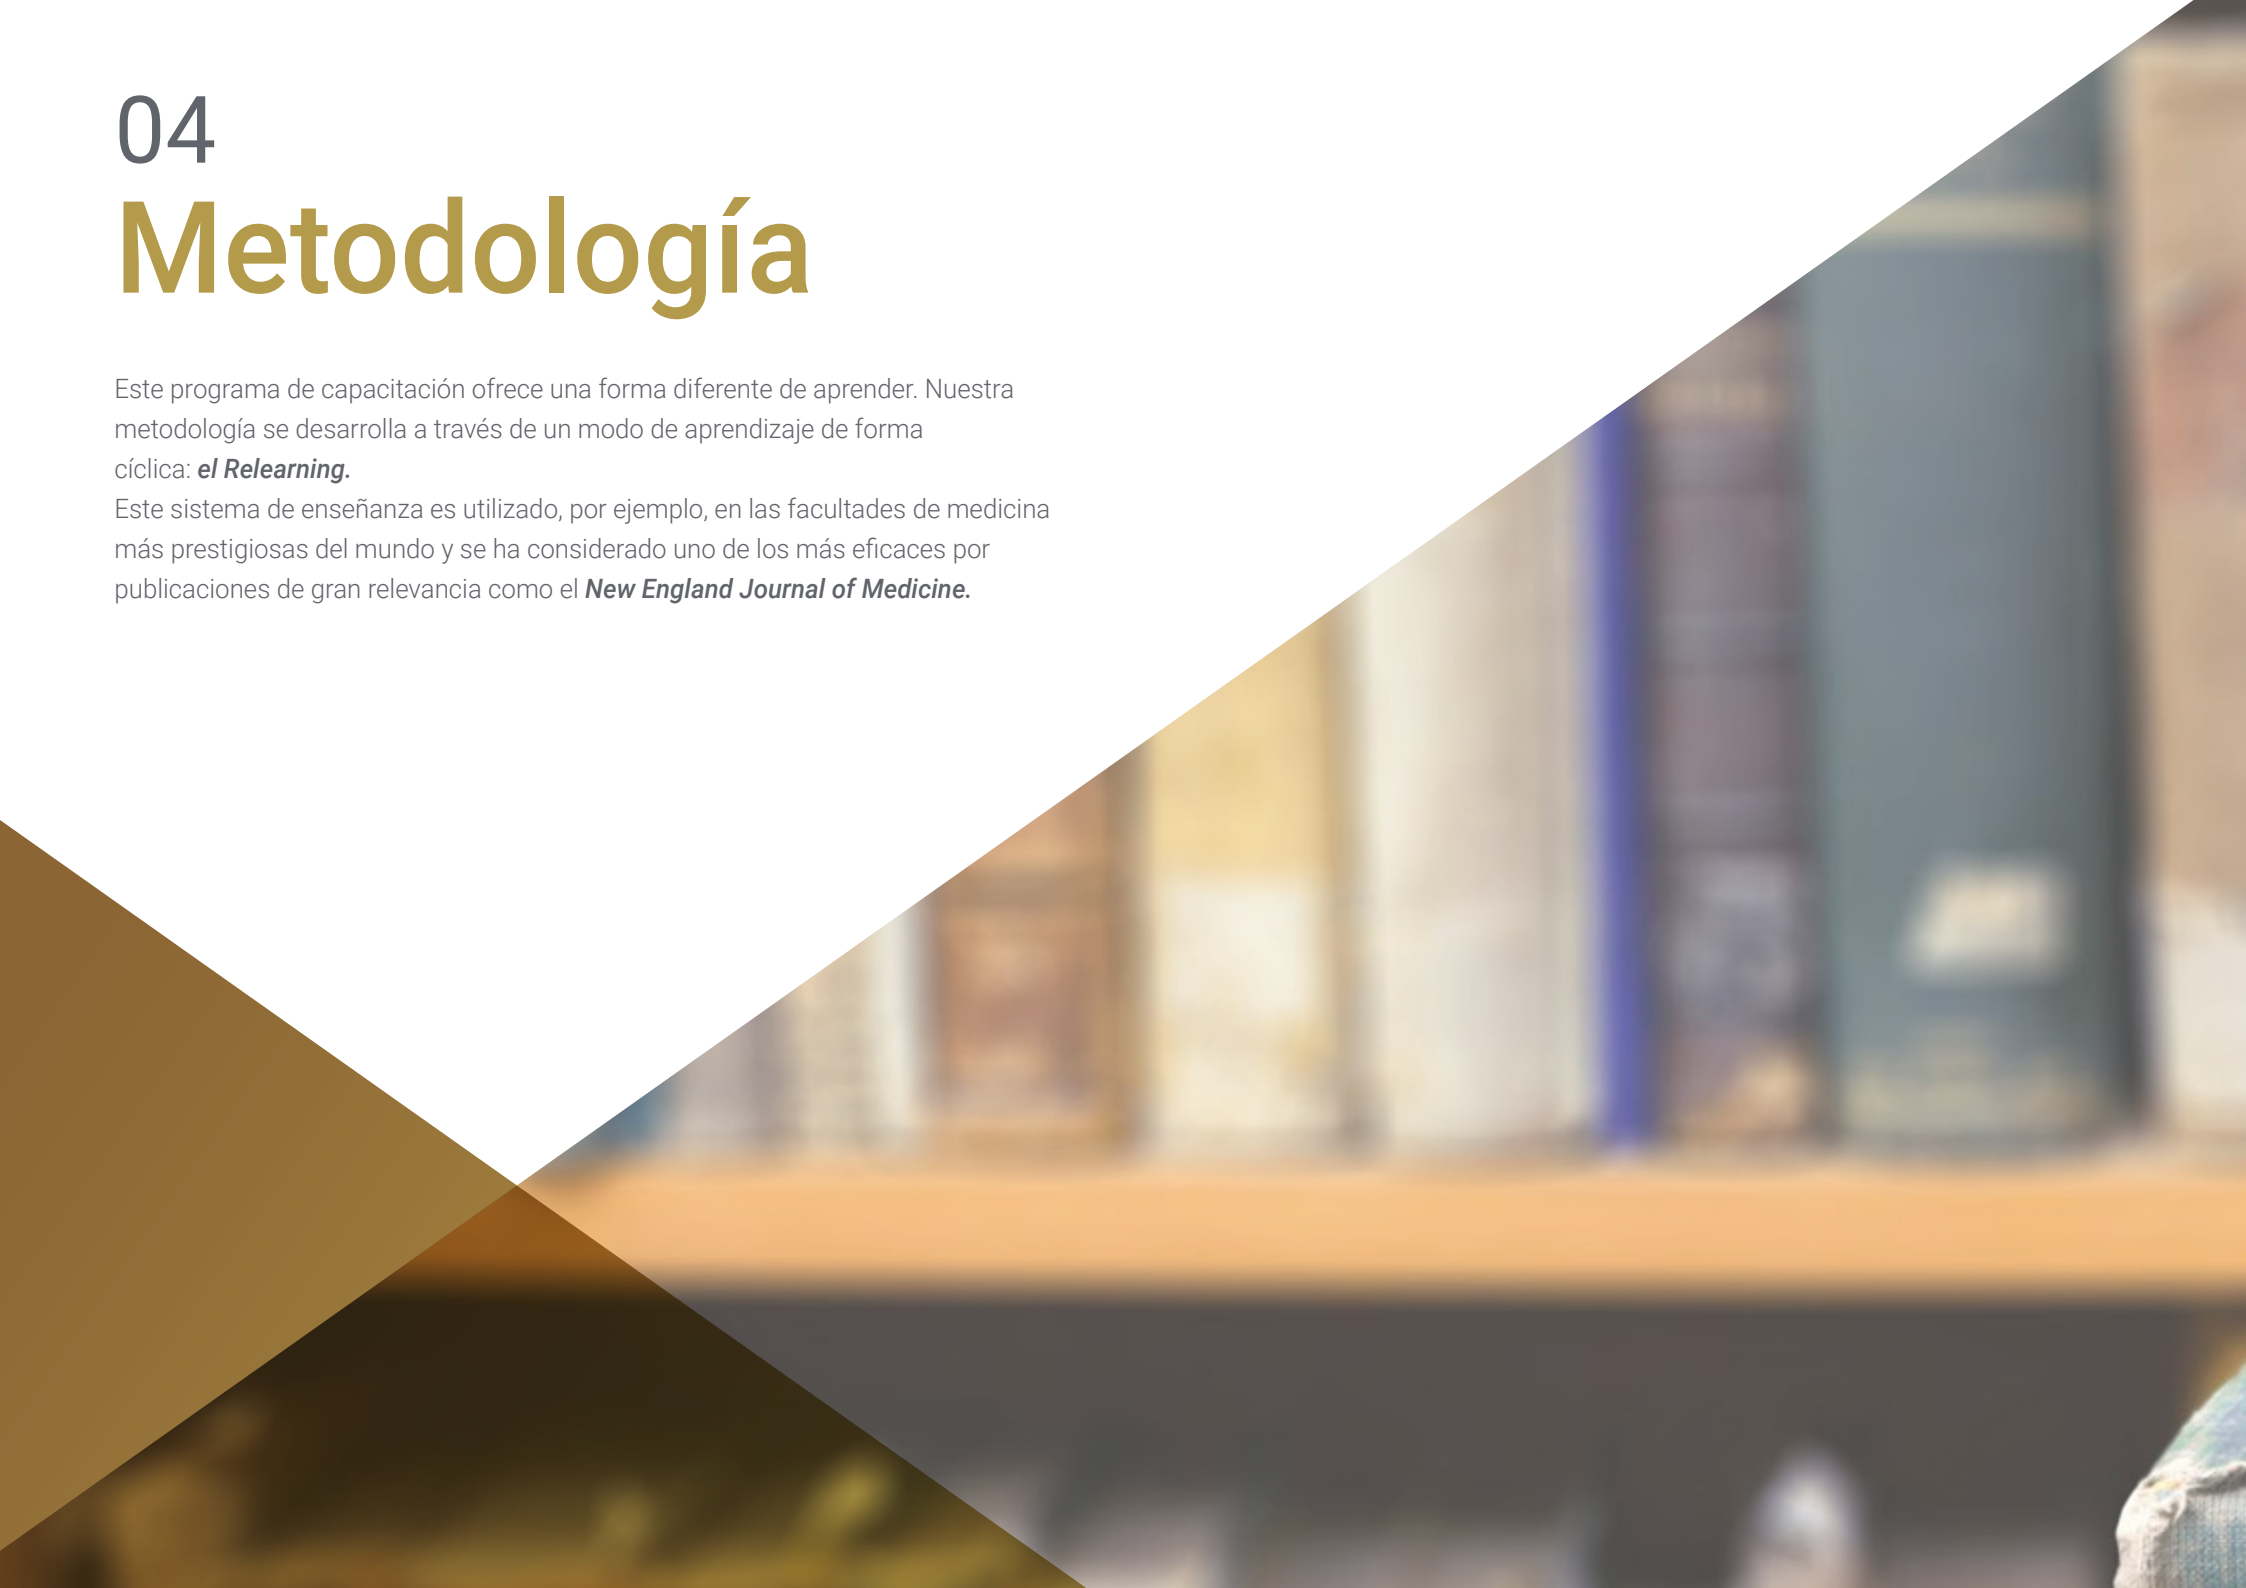 04
Metodología
Este programa de capacitación ofrece una forma diferente de aprender. Nuestra
metodología se desarrolla a través de un modo de aprendizaje de forma
cíclica: el Relearning.
Este sistema de enseñanza es utilizado, por ejemplo, en las facultades de medicina
más prestigiosas del mundo y se ha considerado uno de los más eficaces por
publicaciones de gran relevancia como el New England Journal of Medicine.